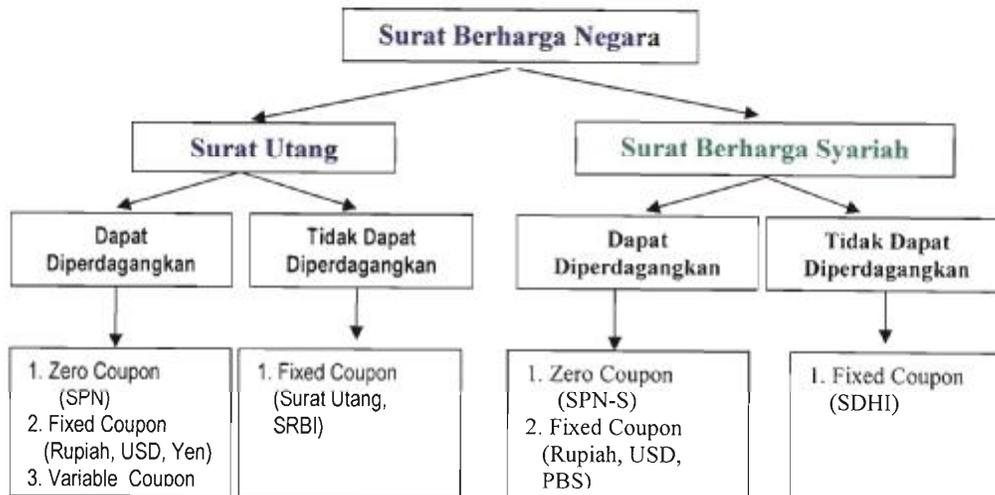 Surat Berharga Negara
Surat Utang
Surat Berharga Syariah
Dapat
Diperdagangkan
Tidak Dapat
Diperdagangkan
Dapat
Diperdagangkan
Tidak Dapat
Diperdagangkan
1. Zero Coupon
(SPN)
2. Fixed Coupon
(Rupiah, USD, Yen)
3. Variable Coupon
1. Fixed Coupon
(Surat Utang,
SRBI)
1. Zero Coupon
(SPN-S)
2. Fixed Coupon
(Rupiah, USD,
PBS)
1. Fixed Coupon
(SDHI)